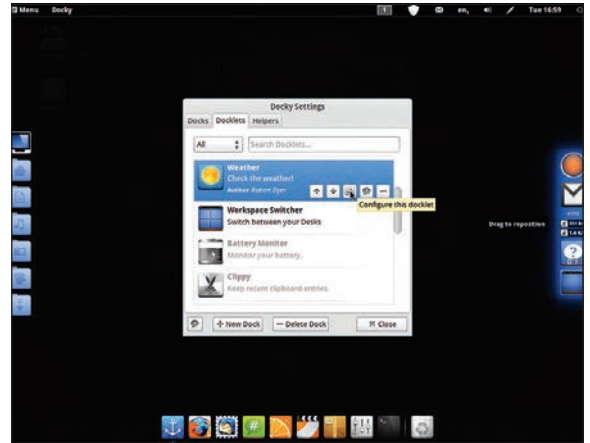 Menu Docky
1 en, Tue 16:59
Docky Settings
Docks Docklets Helpers
All Search Docklets...
Weather
Check the weather!
Author: Robert Dyer
Configure this docklet
Workspace Switcher
Switch between your Desks
Drag to reposition
Battery Monitor
Monitor your battery.
Clippy
Keep recent clipboard entries.
New Dock Delete Dock Close